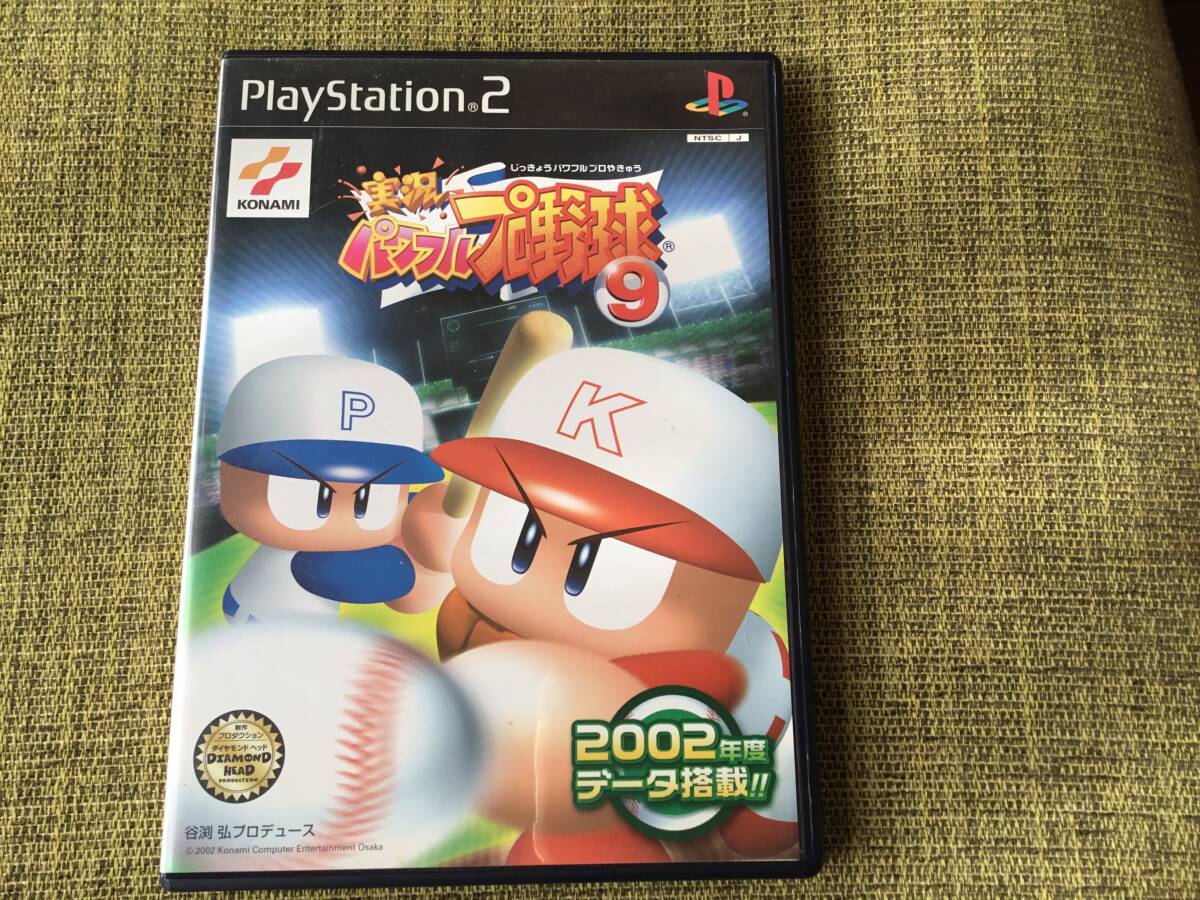 PlayStation®2
NTSC J
KONAMI
じっきょうパワフルプロやきゅう
実況
パワフルプロ野球®
9
P
K
制作
プロダクション
ダイヤモンド ヘッド
DIAMOND
HEAD
PRODUCTION
2002年度
データ搭載!!
谷渕 弘プロデュース
© 2002 Konami Computer Entertainment Osaka